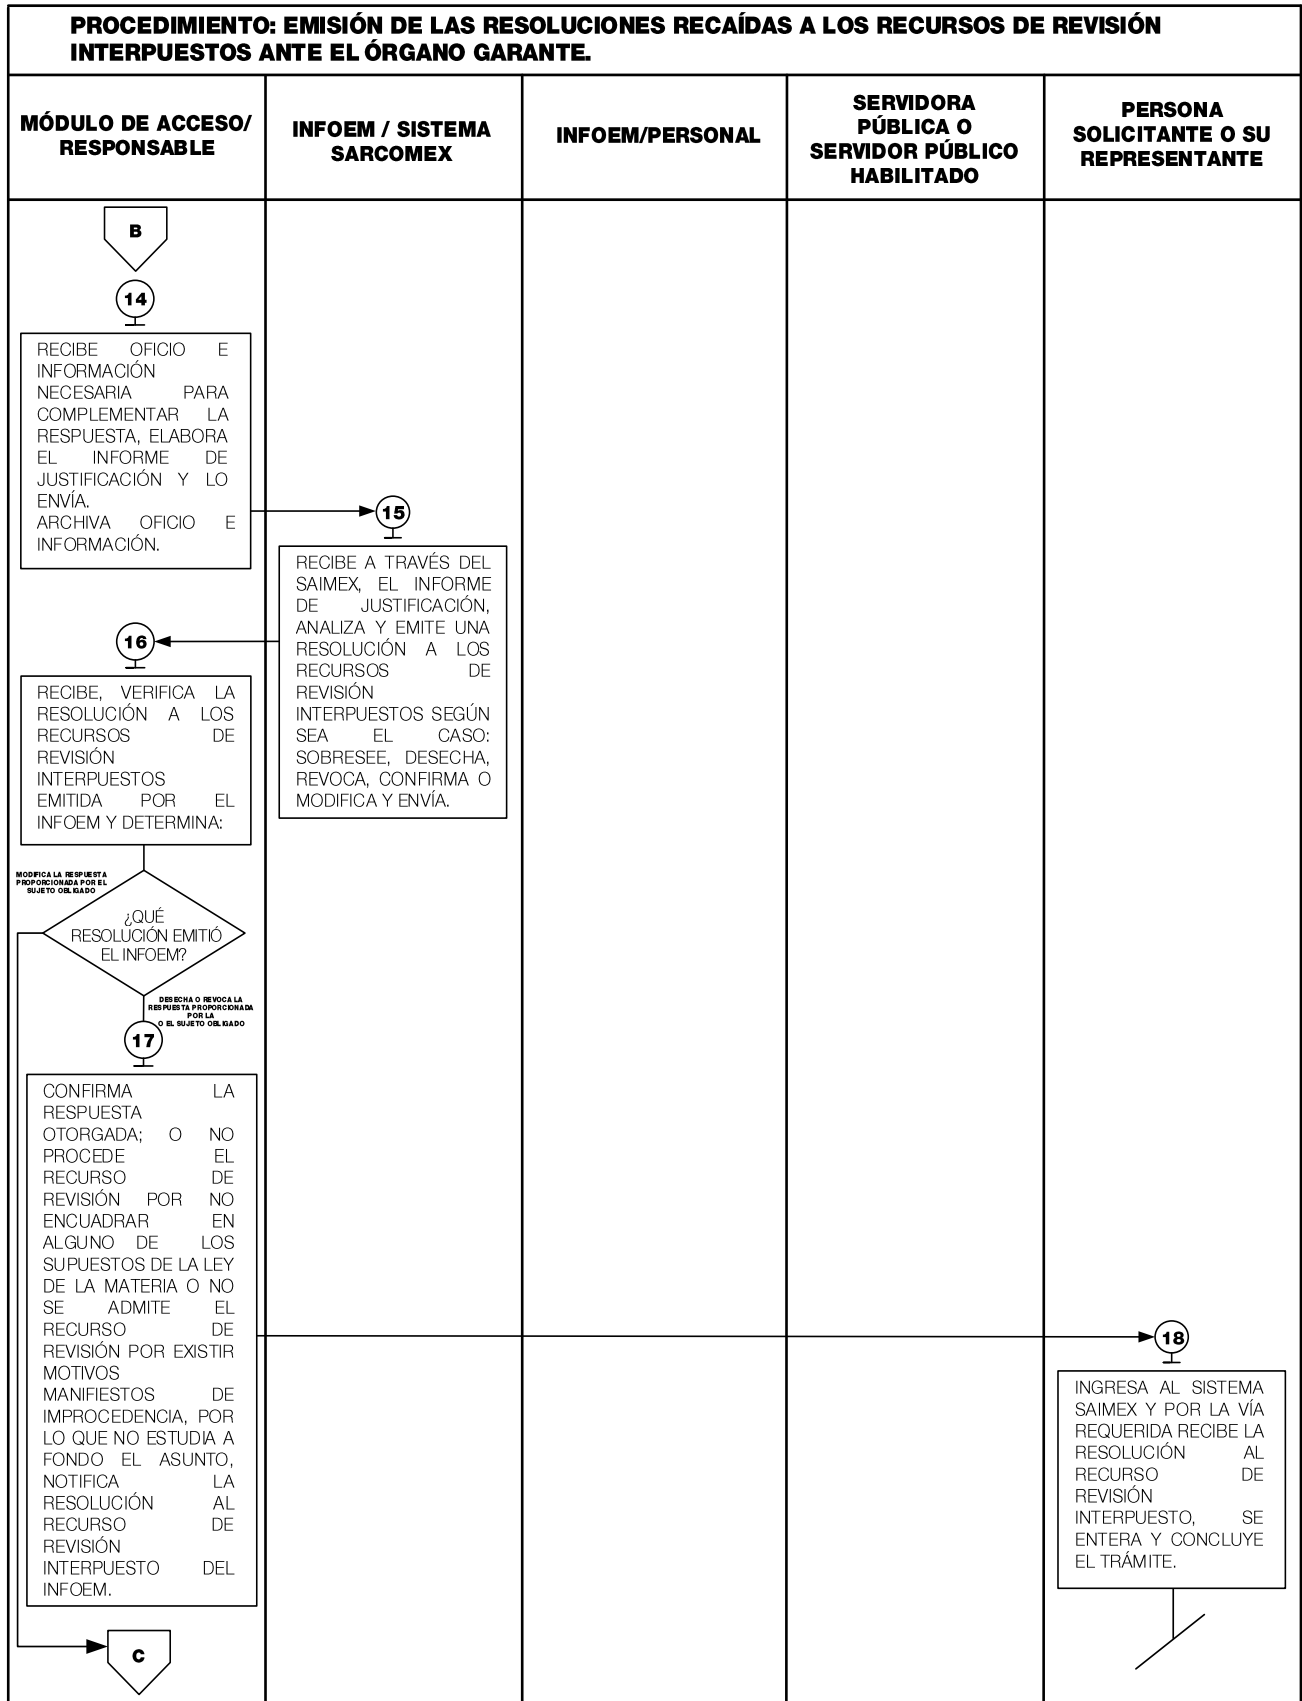 PROCEDIMIENTO: EMISIÓN DE LAS RESOLUCIONES RECAÍDAS A LOS RECURSOS DE REVISIÓN
INTERPUESTOS ANTE EL ÓRGANO GARANTE.
MÓDULO DE ACCESO/
RESPONSABLE
INFOEM / SISTEMA
SARCOMEX
INFOEM/PERSONAL
SERVIDORA
PÚBLICA O
SERVIDOR PÚBLICO
HABILITADO
PERSONA
SOLICITANTE O SU
REPRESENTANTE
B
14
RECIBE OFICIO E
INFORMACIÓN
NECESARIA PARA
COMPLEMENTAR LA
RESPUESTA, ELABORA
EL INFORME DE
JUSTIFICACIÓN Y LO
ENVÍA.
ARCHIVA OFICIO E
INFORMACIÓN.
15
RECIBE A TRAVÉS DEL
SAIMEX, EL INFORME
DE JUSTIFICACIÓN,
ANALIZA Y EMITE UNA
RESOLUCIÓN A LOS
RECURSOS DE
REVISIÓN
INTERPUESTOS SEGÚN
SEA EL CASO:
SOBRESEE, DESECHA,
REVOCA, CONFIRMA O
MODIFICA Y ENVÍA.
16
RECIBE, VERIFICA LA
RESOLUCIÓN A LOS
RECURSOS DE
REVISIÓN
INTERPUESTOS
EMITIDA POR EL
INFOEM Y DETERMINA:
MODIFICA LA RESPUESTA
PROPORCIONADA POR EL
SUJETO OBLIGADO
¿QUÉ
RESOLUCIÓN EMITIÓ
EL INFOEM?
DESECHA O REVOCA LA
RESPUESTA PROPORCIONADA
POR LA
O EL SUJETO OBLIGADO
17
CONFIRMA LA
RESPUESTA
OTORGADA; O NO
PROCEDE EL
RECURSO DE
REVISIÓN POR NO
ENCUADRAR EN
ALGUNO DE LOS
SUPUESTOS DE LA LEY
DE LA MATERIA O NO
SE ADMITE EL
RECURSO DE
REVISIÓN POR EXISTIR
MOTIVOS
MANIFIESTOS DE
IMPROCEDENCIA, POR
LO QUE NO ESTUDIA A
FONDO EL ASUNTO,
NOTIFICA LA
RESOLUCIÓN AL
RECURSO DE
REVISIÓN
INTERPUESTO DEL
INFOEM.
18
INGRESA AL SISTEMA
SAIMEX Y POR LA VÍA
REQUERIDA RECIBE LA
RESOLUCIÓN AL
RECURSO DE
REVISIÓN
INTERPUESTO, SE
ENTERA Y CONCLUYE
EL TRÁMITE.
C